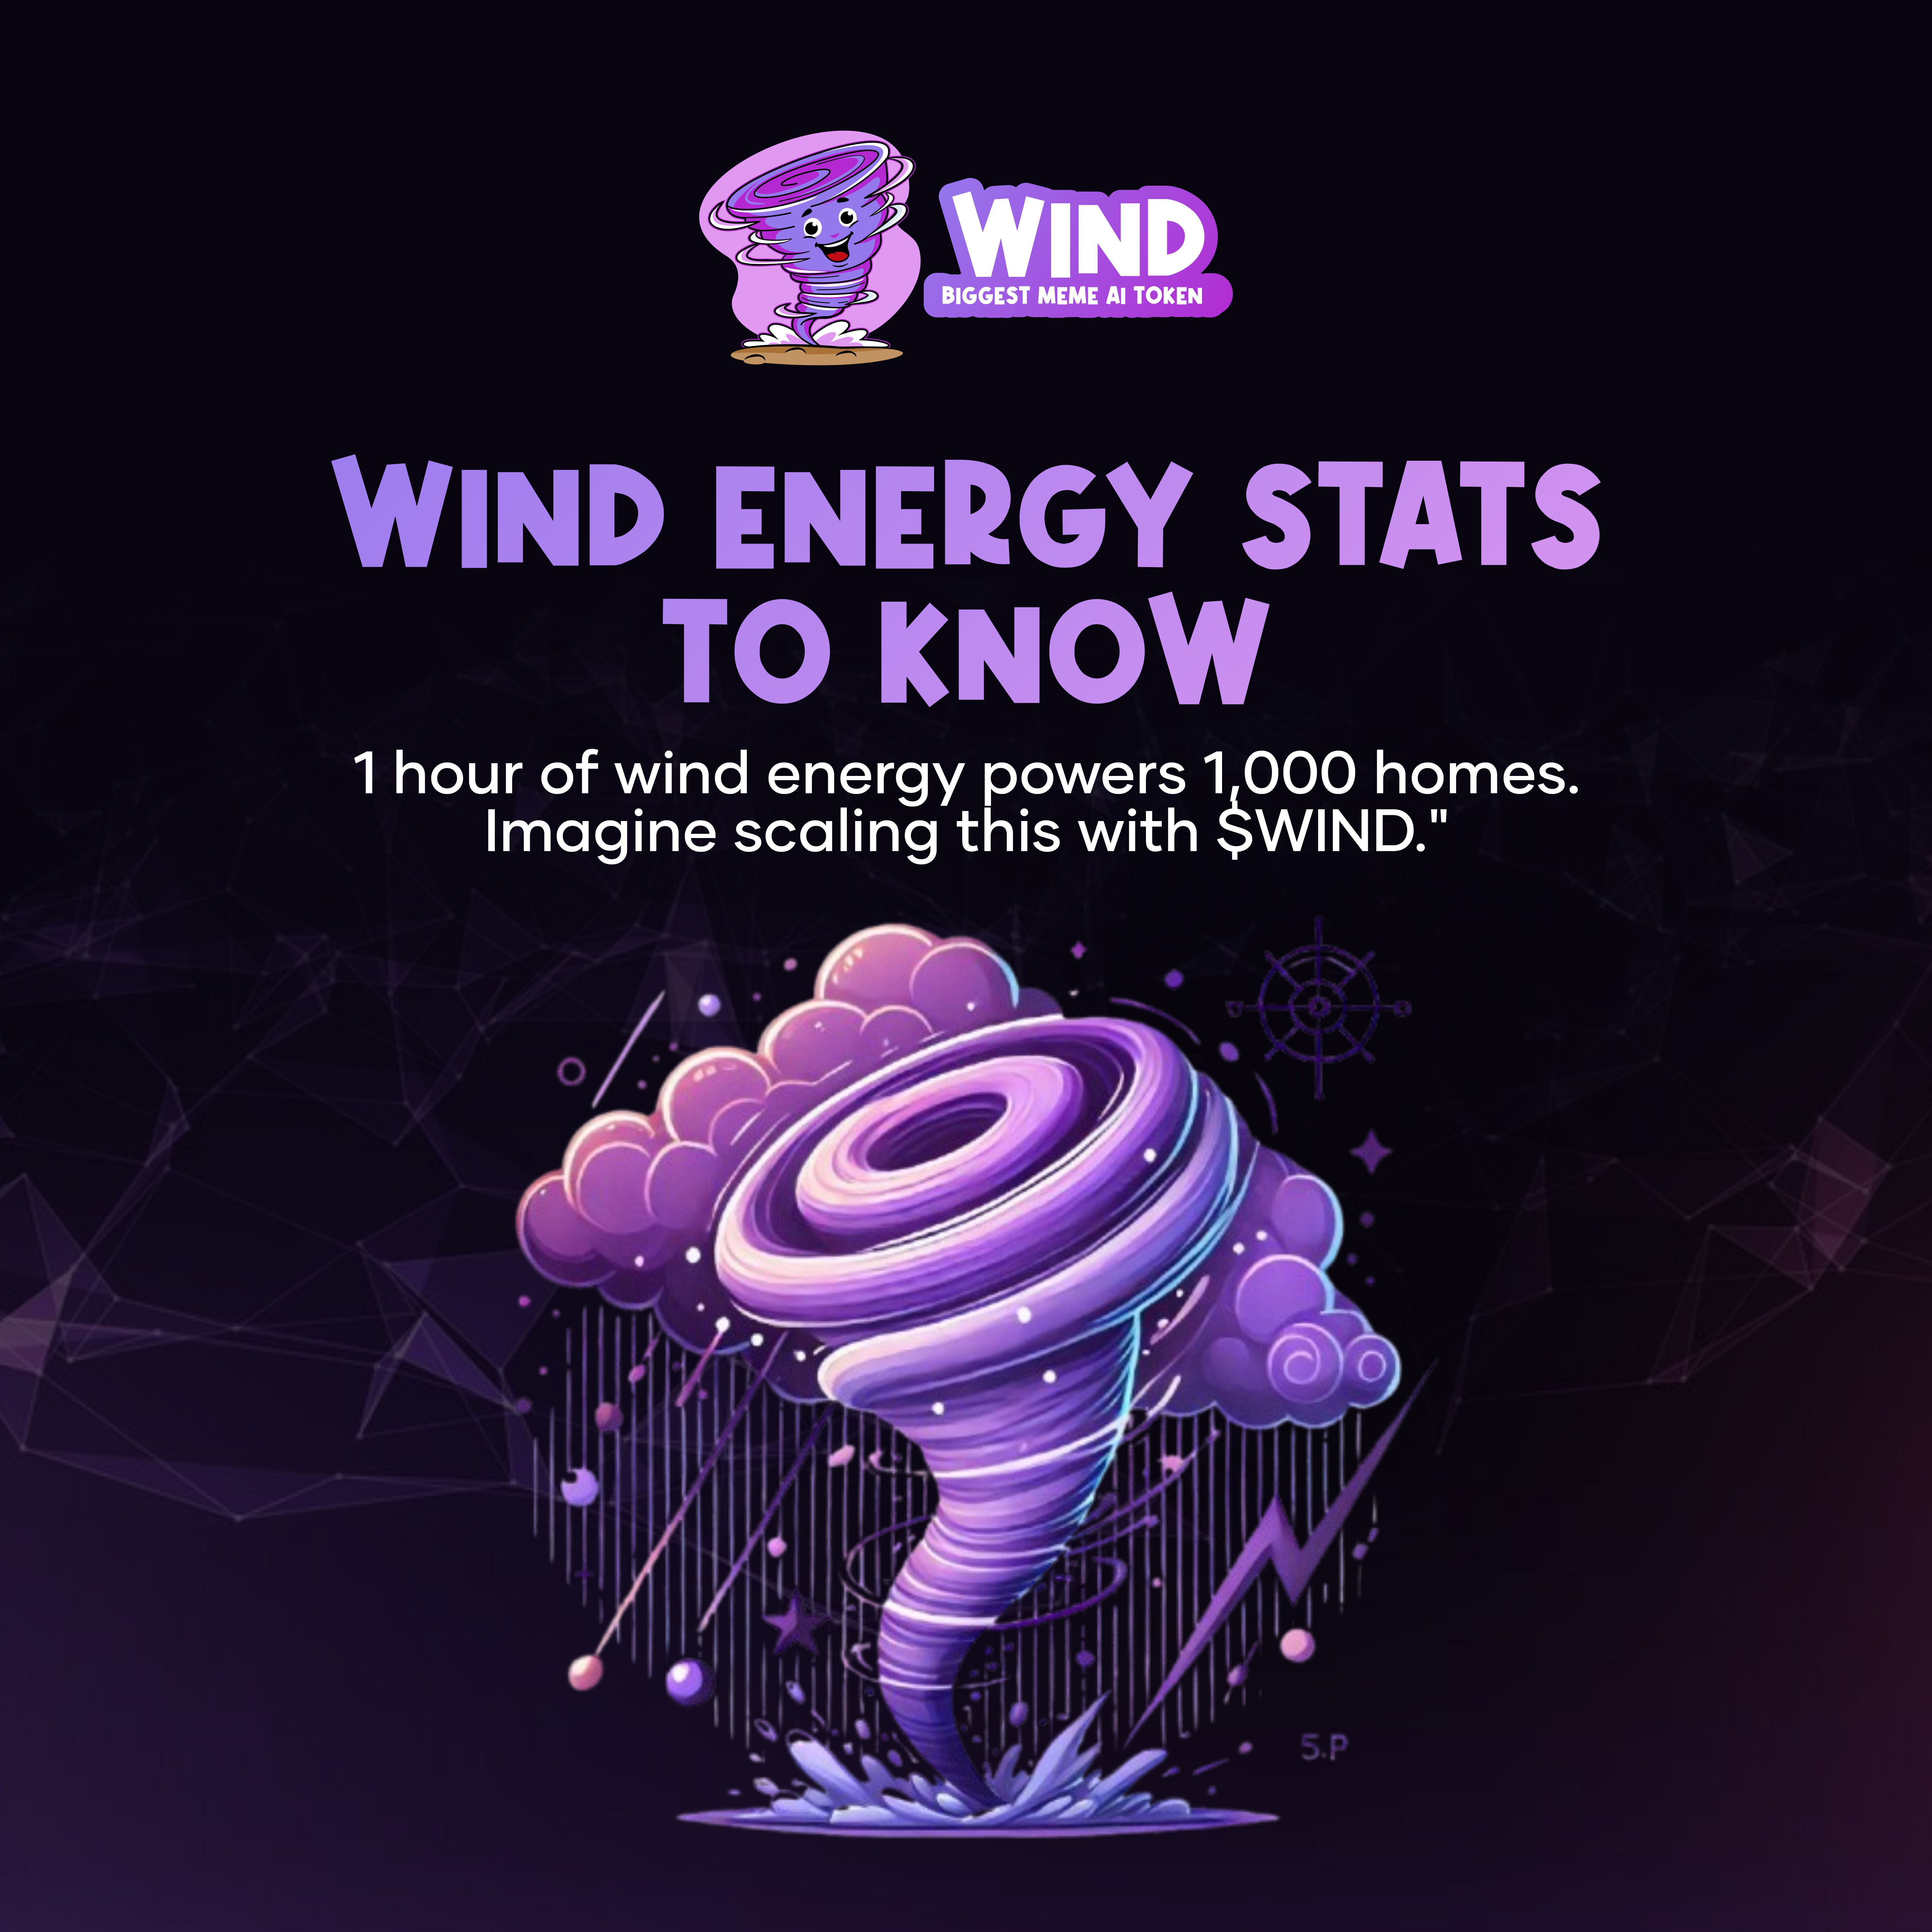 WIND
BIGGEST MEME AI TOKEN
WIND ENERGY STATS
TO KNOW
1 hour of wind energy powers 1,000 homes.
Imagine scaling this with $WIND."
S.P